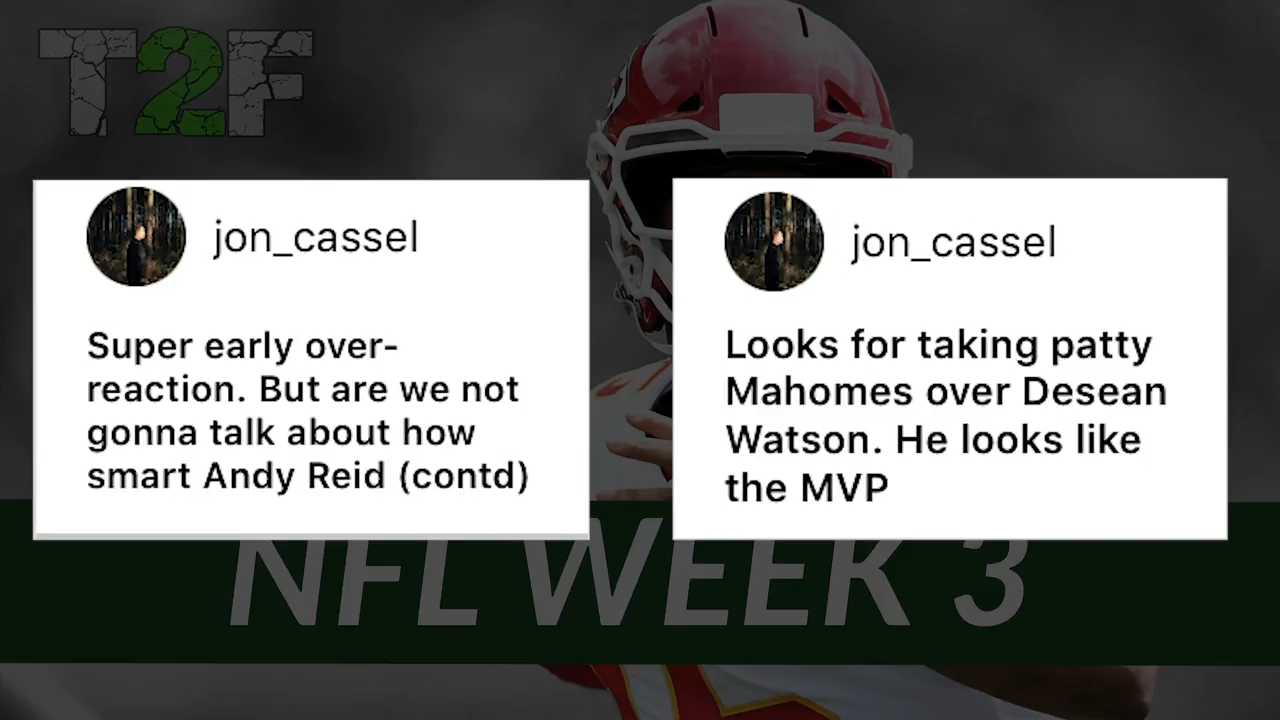 T2F
jon_cassel
Super early over-
reaction. But are we not
gonna talk about how
smart Andy Reid (contd)
jon_cassel
Looks for taking patty
Mahomes over Desean
Watson. He looks like
the MVP
NFL WEEK 3